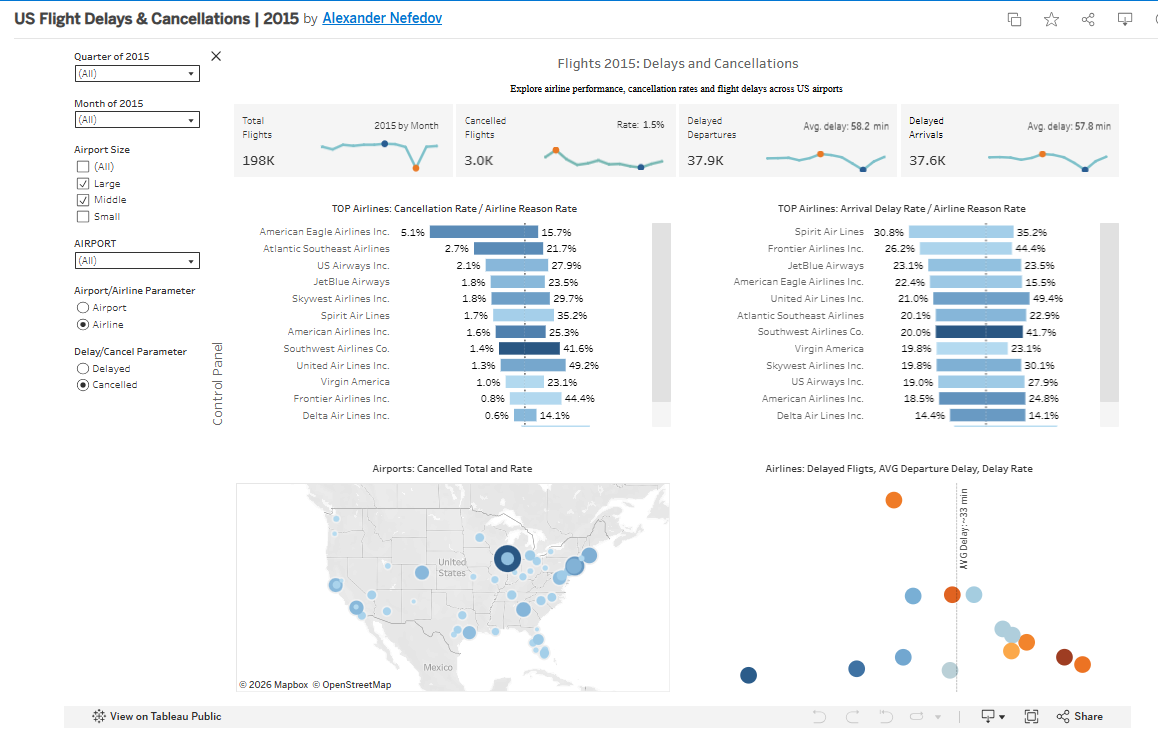 US Flight Delays & Cancellations | 2015 by Alexander Nefedov
Quarter of 2015
(All)
Month of 2015
(All)
Airport Size
(All)
Large
Middle
Small
AIRPORT
(All)
Airport/Airline Parameter
Airport
Airline
Delay/Cancel Parameter
Delayed
Cancelled
Control Panel
Flights 2015: Delays and Cancellations
Explore airline performance, cancellation rates and flight delays across US airports
Total
Flights
2015 by Month
198K
Cancelled
Flights
Rate: 1.5%
3.0K
Delayed
Departures
Avg. delay: 58.2 min
37.9K
Delayed
Arrivals
Avg. delay: 57.8 min
37.6K
TOP Airlines: Cancellation Rate / Airline Reason Rate
American Eagle Airlines Inc. 5.1% 15.7%
Atlantic Southeast Airlines 2.7% 21.7%
US Airways Inc. 2.1% 27.9%
JetBlue Airways 1.8% 23.5%
Skywest Airlines Inc. 1.8% 29.7%
Spirit Air Lines 1.7% 35.2%
American Airlines Inc. 1.6% 25.3%
Southwest Airlines Co. 1.4% 41.6%
United Air Lines Inc. 1.3% 49.2%
Virgin America 1.0% 23.1%
Frontier Airlines Inc. 0.8% 44.4%
Delta Air Lines Inc. 0.6% 14.1%
TOP Airlines: Arrival Delay Rate / Airline Reason Rate
Spirit Air Lines 30.8% 35.2%
Frontier Airlines Inc. 26.2% 44.4%
JetBlue Airways 23.1% 23.5%
American Eagle Airlines Inc. 22.4% 15.5%
United Air Lines Inc. 21.0% 49.4%
Atlantic Southeast Airlines 20.1% 22.9%
Southwest Airlines Co. 20.0% 41.7%
Virgin America 19.8% 23.1%
Skywest Airlines Inc. 19.8% 30.1%
US Airways Inc. 19.0% 27.9%
American Airlines Inc. 18.5% 24.8%
Delta Air Lines Inc. 14.4% 14.1%
Airports: Cancelled Total and Rate
United
States
Mexico
© 2026 Mapbox © OpenStreetMap
Airlines: Delayed Fligts, AVG Departure Delay, Delay Rate
AVG Delay:~33 min
View on Tableau Public
Share